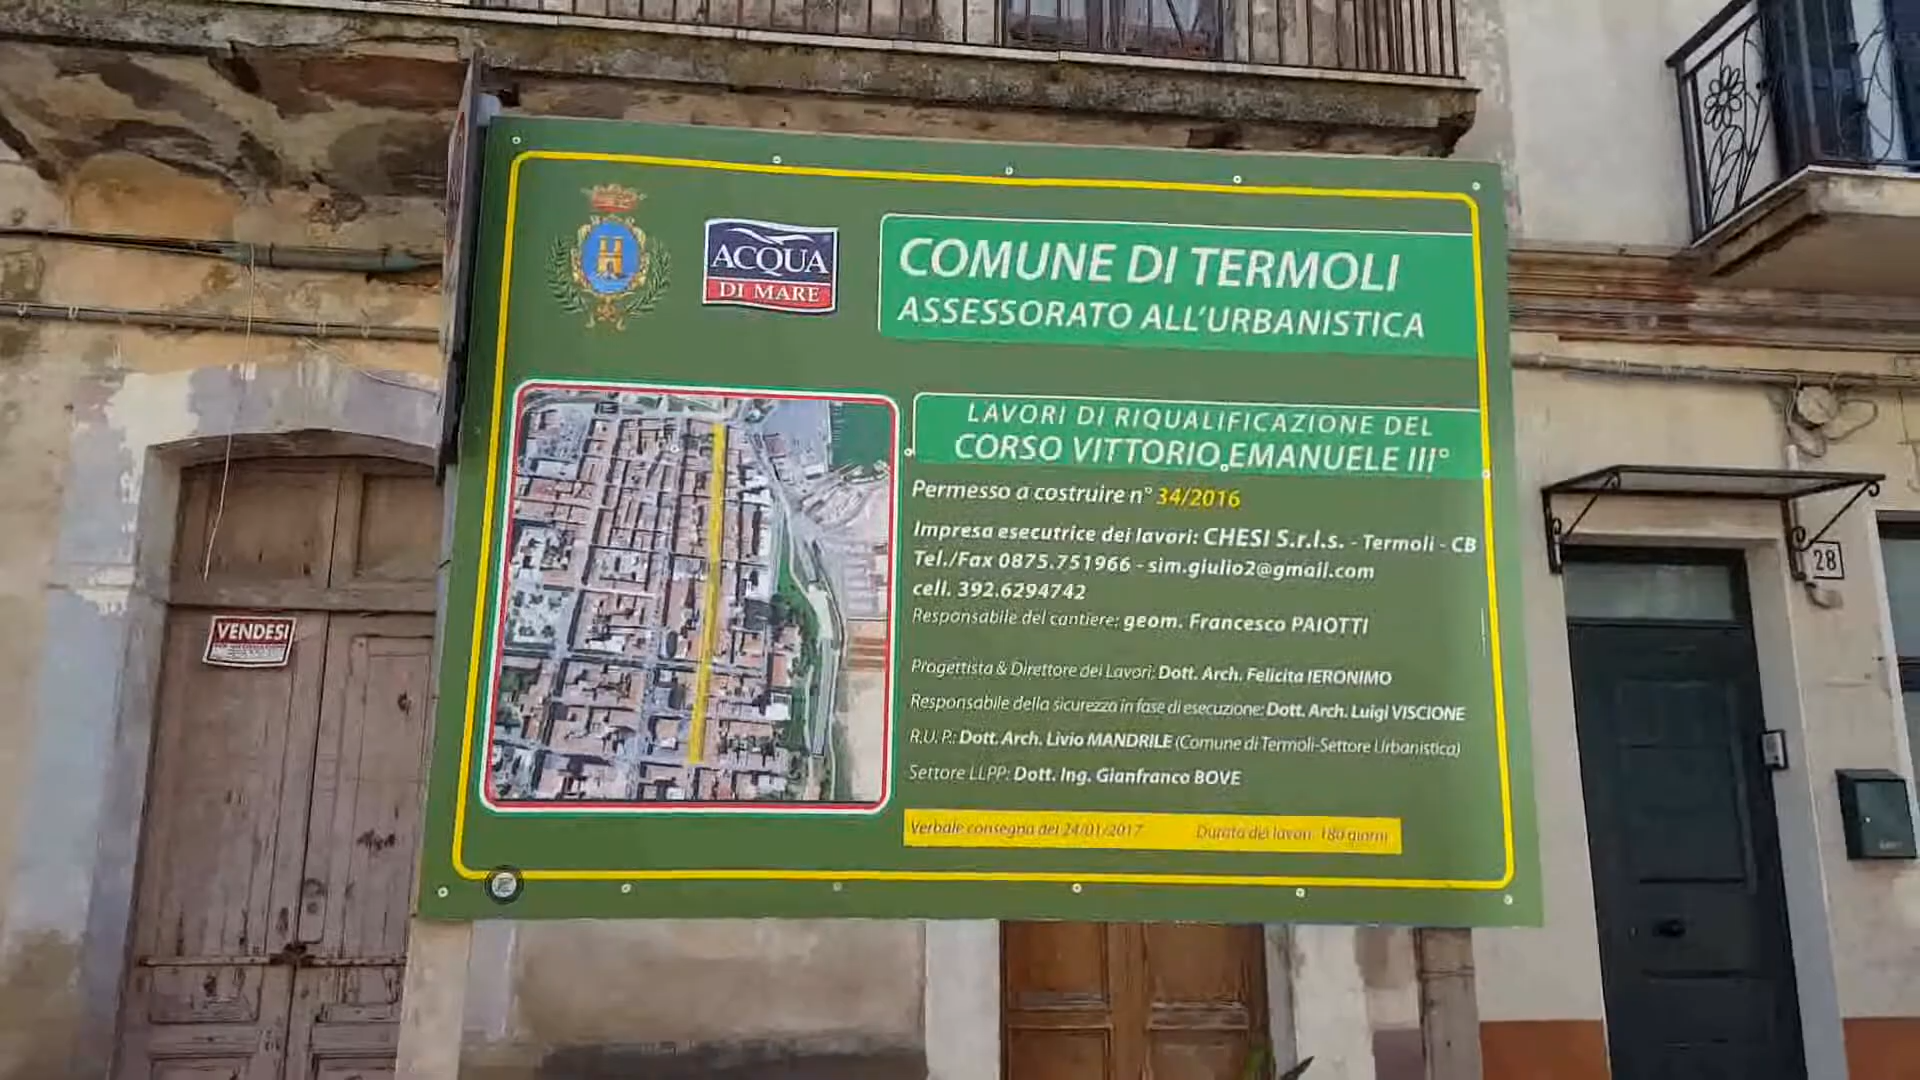 ACQUA
DI MARE
COMUNE DI TERMOLI
ASSESSORATO ALL'URBANISTICA
LAVORI DI RIQUALIFICAZIONE DEL
CORSO VITTORIO EMANUELE III°
Permesso a costruire n° 34/2016
Impresa esecutrice dei lavori: CHESI S.r.l.s. - Termoli - CB
Tel./Fax 0875.751966 - sim.giulio2@gmail.com
cell. 392.6294742
Responsabile del cantiere: geom. Francesco PAIOTTI
Progettista & Direttore dei Lavori: Dott. Arch. Felicita IERONIMO
Responsabile della sicurezza in fase di esecuzione: Dott. Arch. Luigi VISCIONE
R.U.P.: Dott. Arch. Livio MANDRILE (Comune di Termoli-Settore Urbanistica)
Settore LLPP: Dott. Ing. Gianfranco BOVE
Verbale consegna del 24/01/2017 Durata dei lavori: 180 giorni
VENDESI
28